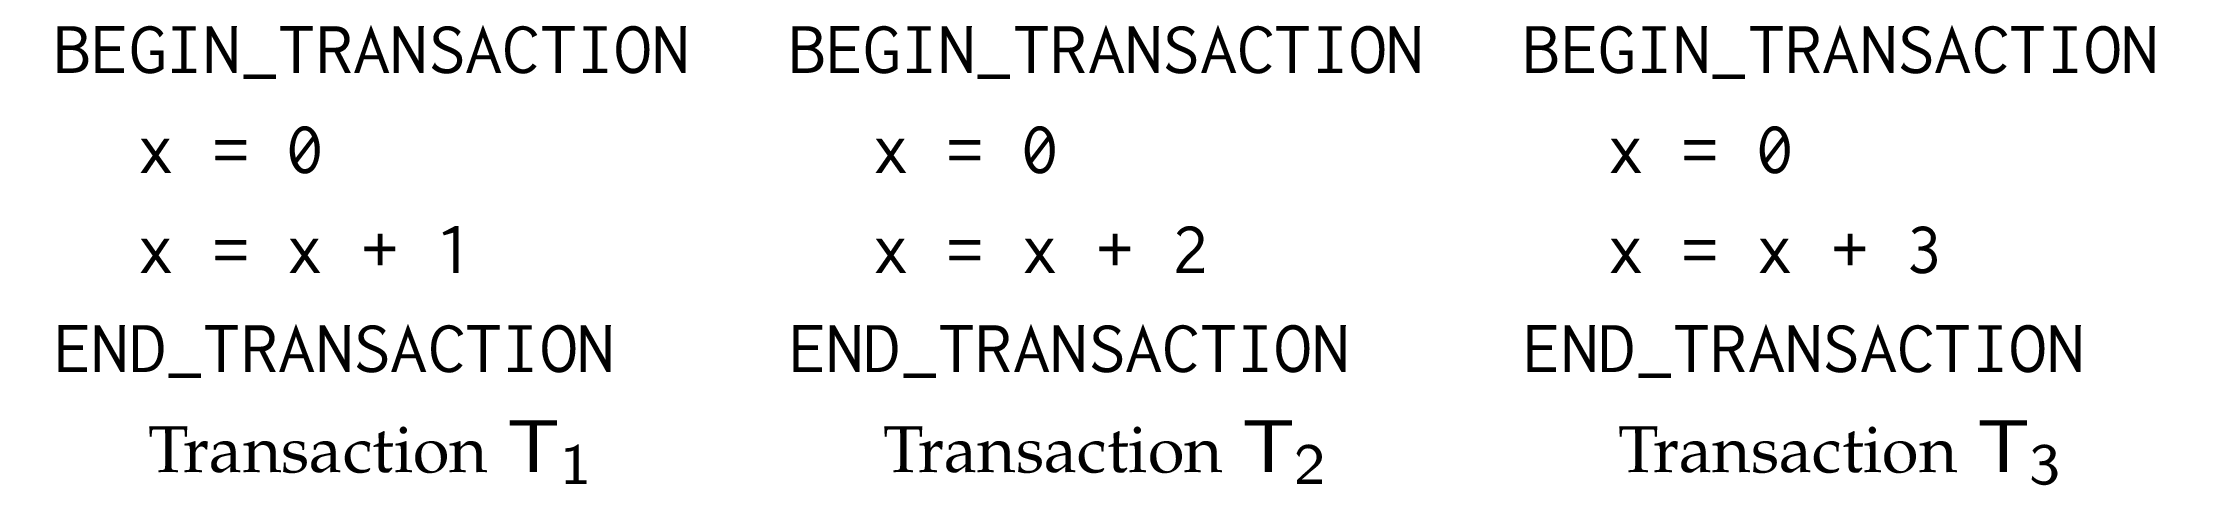 BEGIN_TRANSACTION BEGIN_TRANSACTION BEGIN_TRANSACTION
x = 0 x = 0 x = 0
x = x + 1 x = x + 2 x = x + 3
END_TRANSACTION END_TRANSACTION END_TRANSACTION
Transaction T₁ Transaction T₂ Transaction T₃